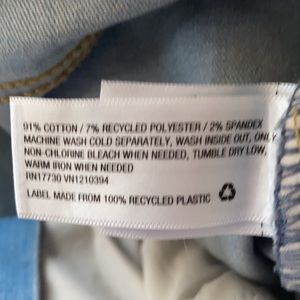 91% COTTON / 7% RECYCLED POLYESTER / 2% SPANDEX
MACHINE WASH COLD SEPARATELY, WASH INSIDE OUT, ONLY
NON-CHLORINE BLEACH WHEN NEEDED, TUMBLE DRY LOW,
WARM IRON WHEN NEEDED
RN17730 VN1210394
LABEL MADE FROM 100% RECYCLED PLASTIC